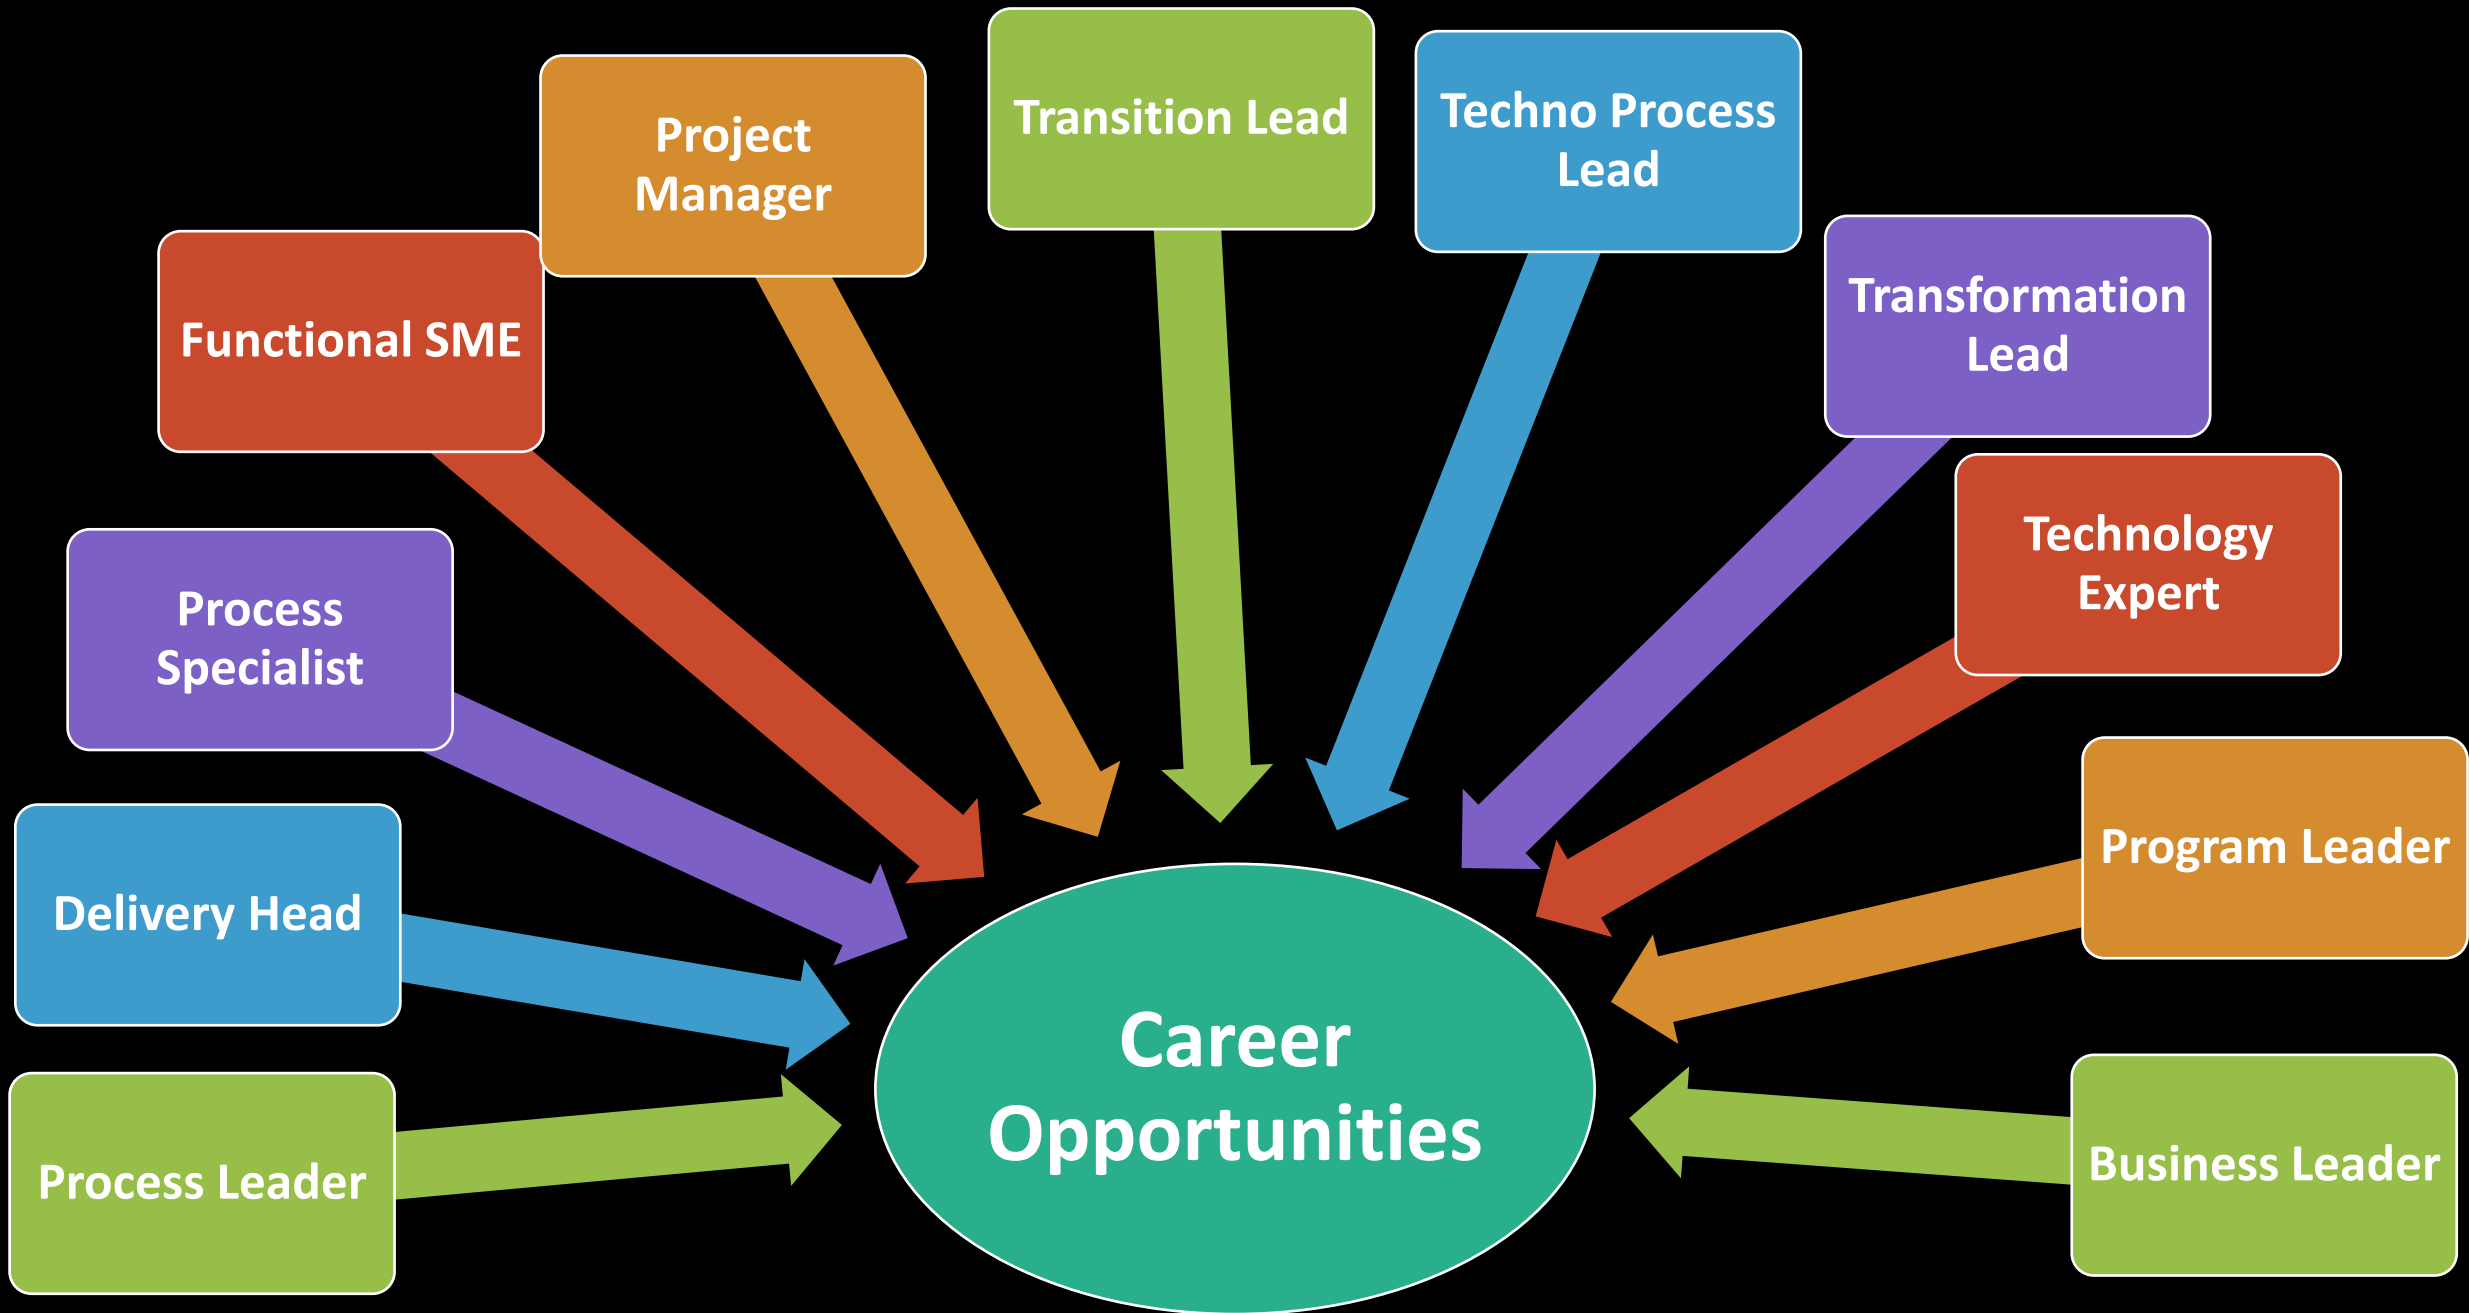 Transition Lead
Techno Process
Lead
Project
Manager
Transformation
Lead
Functional SME
Technology
Expert
Process
Specialist
Program Leader
Delivery Head
Career
Opportunities
Process Leader
Business Leader